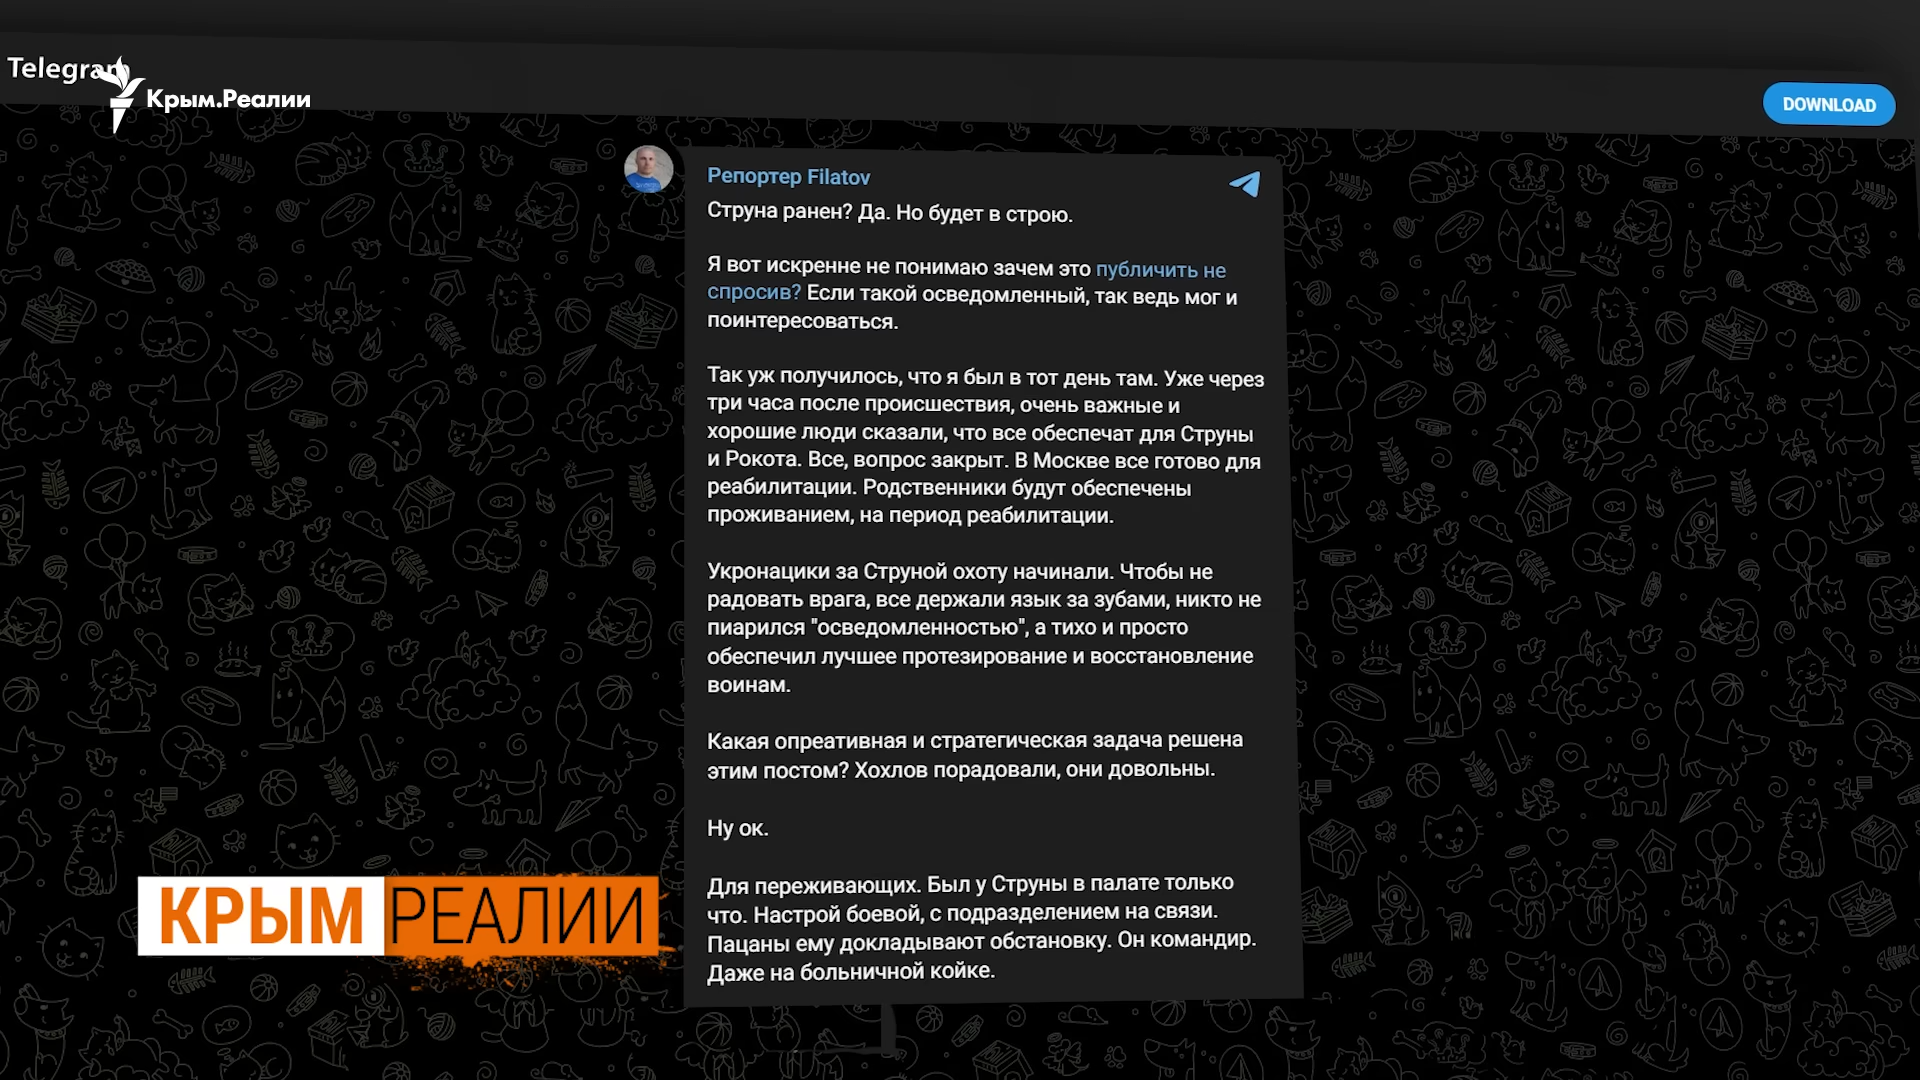 Telegram
Крым.Реалии
DOWNLOAD
Репортер Filatov
Струна ранен? Да. Но будет в строю.
Я вот искренне не понимаю зачем это публичить не
спросив? Если такой осведомленный, так ведь мог и
поинтересоваться.
Так уж получилось, что я был в тот день там. Уже через
три часа после происшествия, очень важные и
хорошие люди сказали, что все обеспечат для Струны
и Рокота. Все, вопрос закрыт. В Москве все готово для
реабилитации. Родственники будут обеспечены
проживанием, на период реабилитации.
Укронацики за Струной охоту начинали. Чтобы не
радовать врага, все держали язык за зубами, никто не
пиарился "осведомленностью", а тихо и просто
обеспечил лучшее протезирование и восстановление
воинам.
Какая опреативная и стратегическая задача решена
этим постом? Хохлов порадовали, они довольны.
Ну ок.
Для переживающих. Был у Струны в палате только
что. Настрой боевой, с подразделением на связи.
Пацаны ему докладывают обстановку. Он командир.
Даже на больничной койке.
КРЫМ РЕАЛИИ